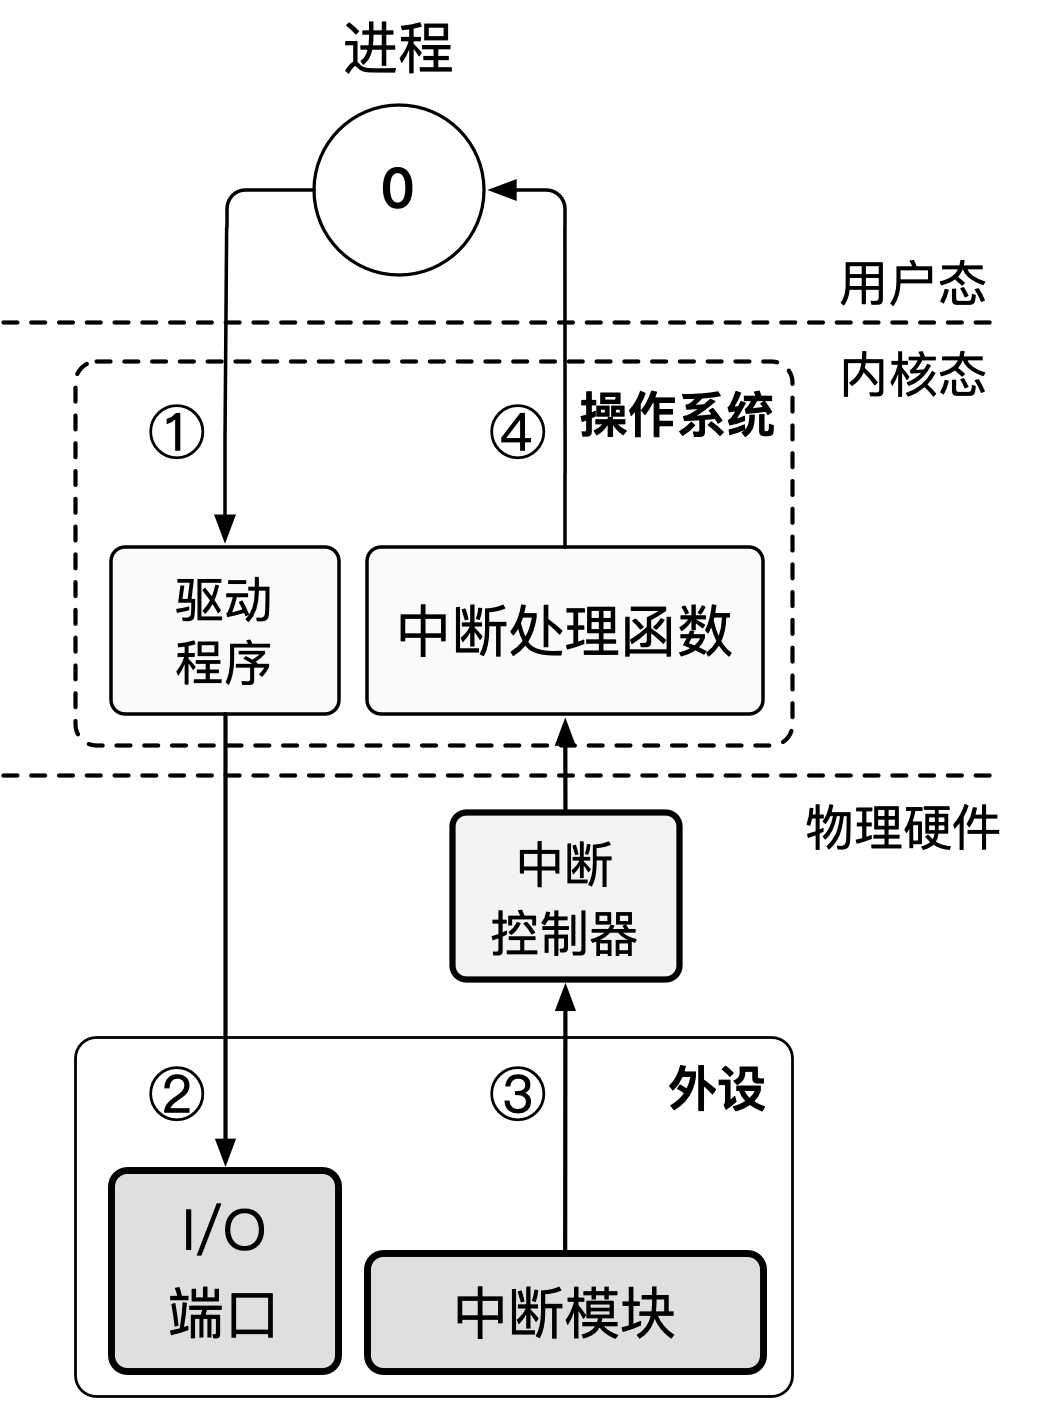 进程
0
用户态
内核态
操作系统
①
④
驱动
程序
中断处理函数
物理硬件
中断
控制器
外设
②
③
I/O
端口
中断模块